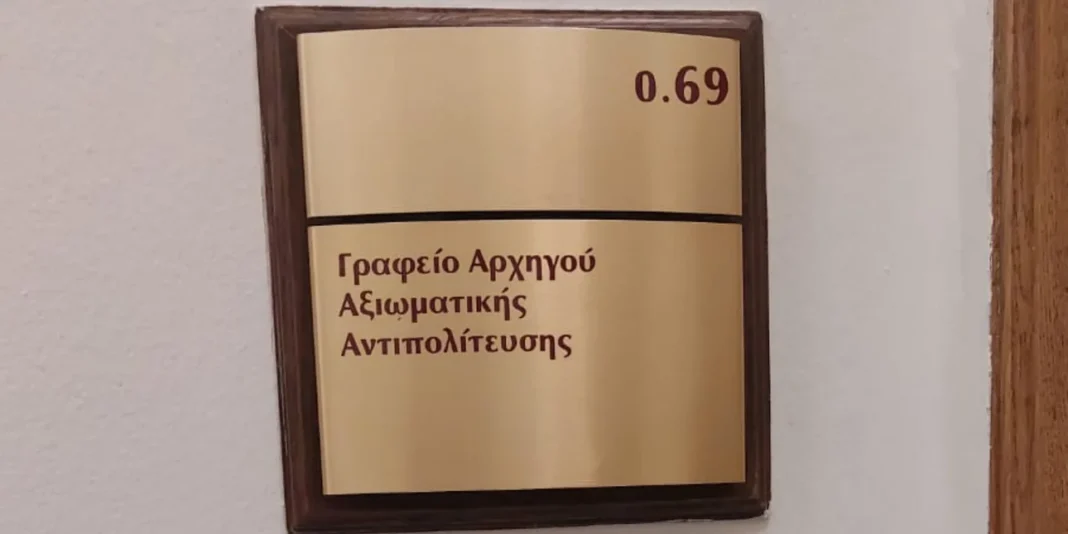 0.69
Γραφείο Αρχηγού
Αξιωματικής
Αντιπολίτευσης